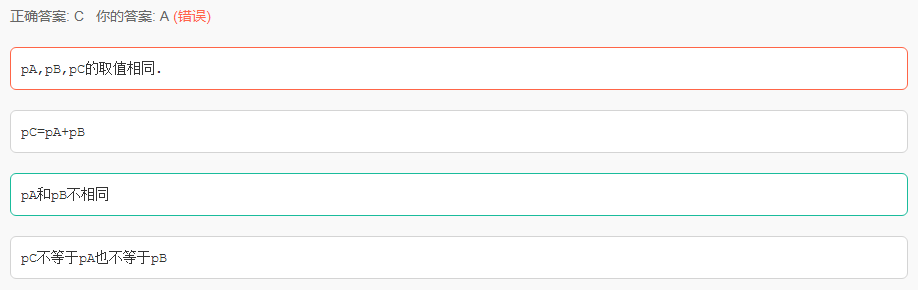 正确答案: C 你的答案: A (错误)
pA,pB,pC的取值相同.
pC=pA+pB
pA和pB不相同
pC不等于pA也不等于pB